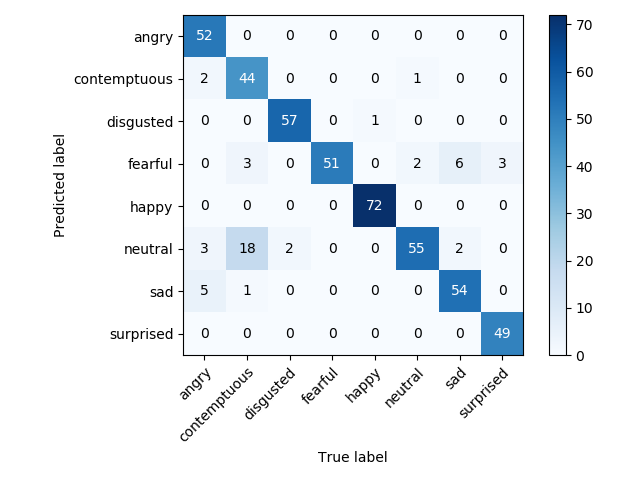 angry 52 0 0 0 0 0 0 0
contemptuous 2 44 0 0 0 1 0 0
disgusted 0 0 57 0 1 0 0 0
fearful 0 3 0 51 0 2 6 3
happy 0 0 0 0 72 0 0 0
neutral 3 18 2 0 0 55 2 0
sad 5 1 0 0 0 0 54 0
surprised 0 0 0 0 0 0 0 49
angry contemptuous disgusted fearful happy neutral sad surprised
Predicted label
True label
70
60
50
40
30
20
10
0